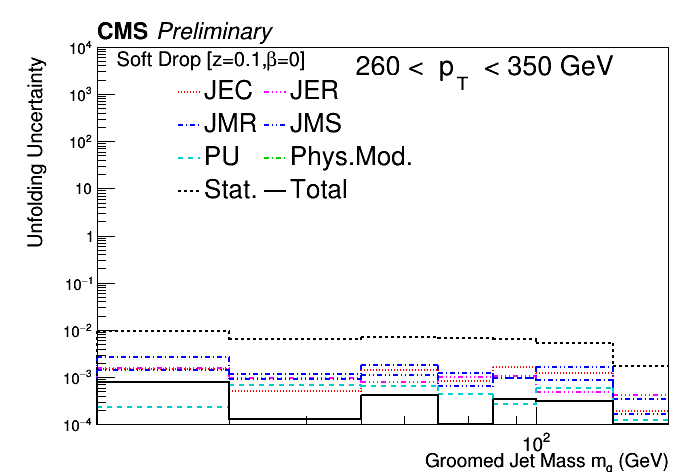 CMS Preliminary
Soft Drop [z=0.1,β=0]
260 < p_T < 350 GeV
JEC JER
JMR JMS
PU Phys.Mod.
Stat. Total
Unfolding Uncertainty
10^4
10^3
10^2
10
1
10^−1
10^−2
10^−3
10^−4
10^2
Groomed Jet Mass m_g (GeV)